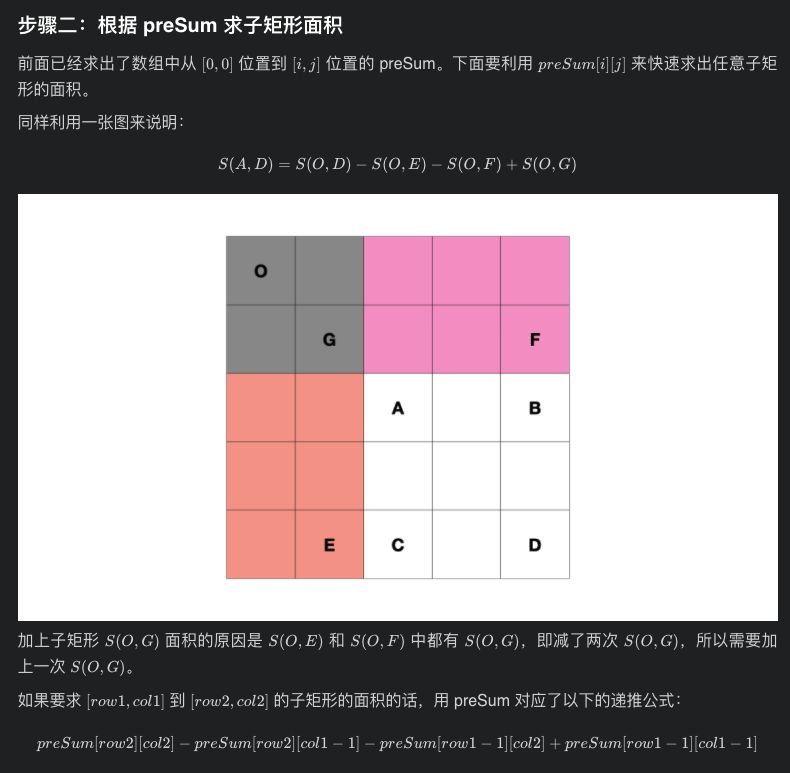 步骤二：根据 preSum 求子矩形面积
前面已经求出了数组中从 [0, 0] 位置到 [i, j] 位置的 preSum。下面要利用 preSum[i][j] 来快速求出任意子矩
形的面积。
同样利用一张图来说明：
S(A, D) = S(O, D) − S(O, E) − S(O, F) + S(O, G)
O
G F
A B
E C D
加上子矩形 S(O, G) 面积的原因是 S(O, E) 和 S(O, F) 中都有 S(O, G)，即减了两次 S(O, G)，所以需要加
上一次 S(O, G)。
如果要求 [row1, col1] 到 [row2, col2] 的子矩形的面积的话，用 preSum 对应了以下的递推公式：
preSum[row2][col2] − preSum[row2][col1 − 1] − preSum[row1 − 1][col2] + preSum[row1 − 1][col1 − 1]